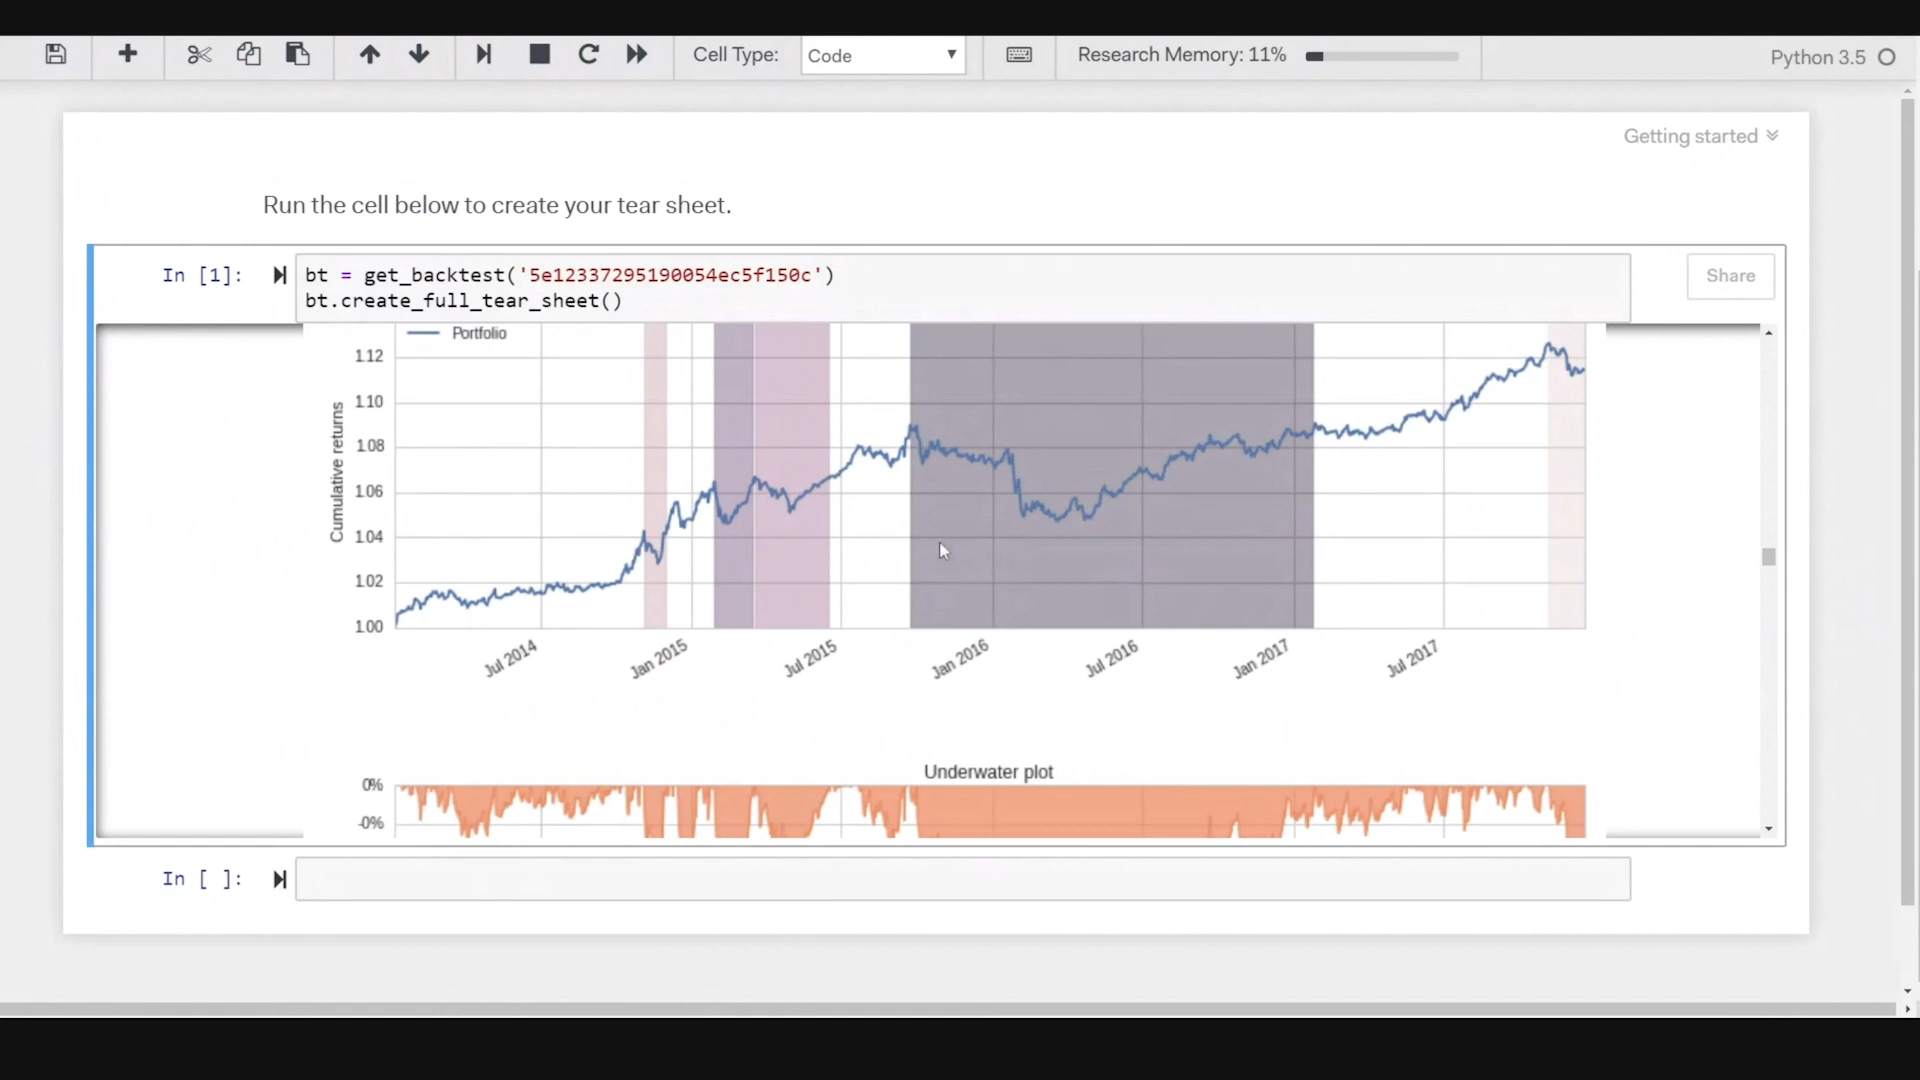 Cell Type: Code Research Memory: 11% Python 3.5
Getting started
Run the cell below to create your tear sheet.
In [1]: bt = get_backtest('5e12337295190054ec5f150c')
bt.create_full_tear_sheet()
Share
Portfolio
1.12
1.10
1.08
1.06
1.04
1.02
1.00
Cumulative returns
Jul 2014 Jan 2015 Jul 2015 Jan 2016 Jul 2016 Jan 2017 Jul 2017
Underwater plot
0%
-0%
In [ ]: